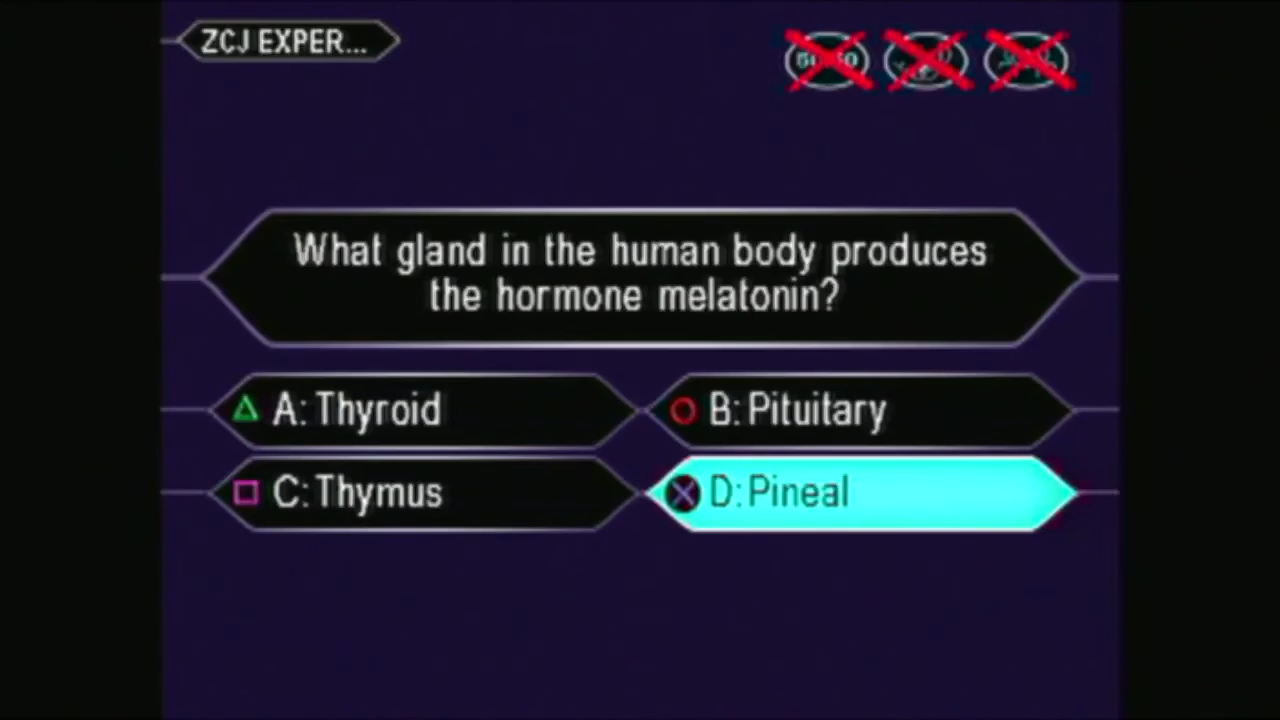 ZCJ EXPER...
What gland in the human body produces
the hormone melatonin?
A: Thyroid
B: Pituitary
C: Thymus
D: Pineal